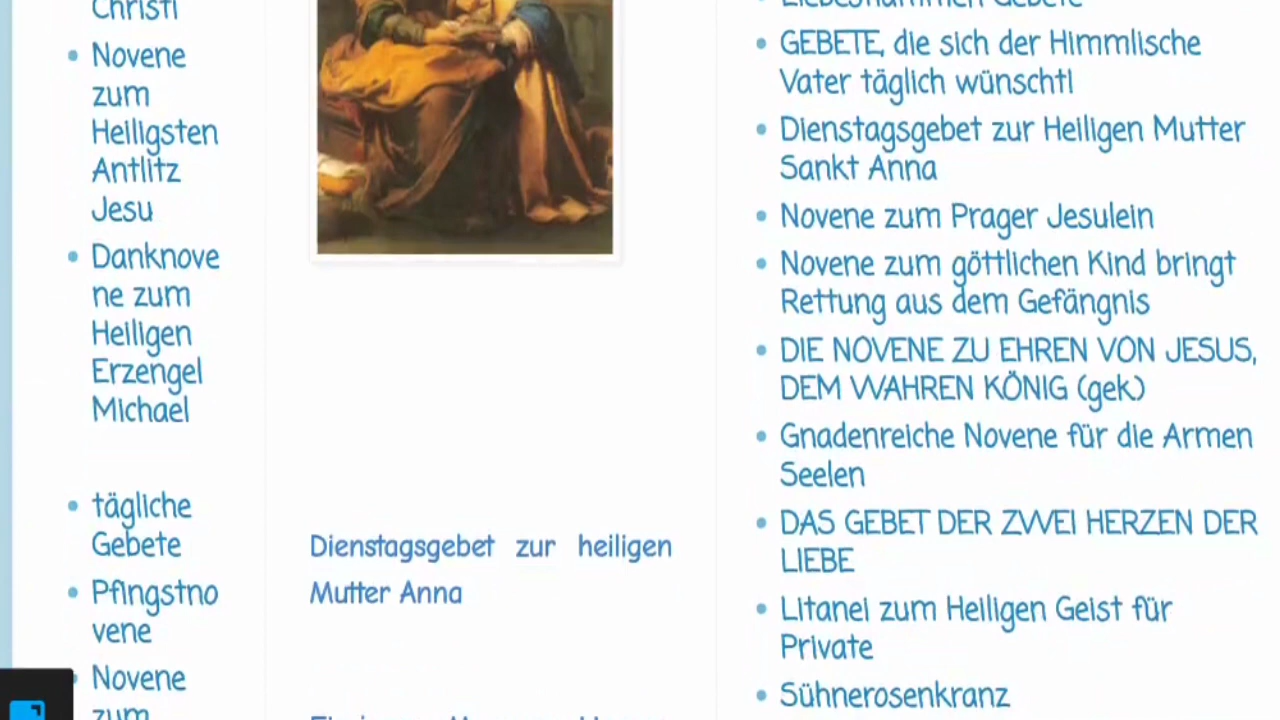 Christi
Novene
zum
Heiligsten
Antlitz
Jesu
Danknove
ne zum
Heiligen
Erzengel
Michael
tägliche
Gebete
Pfingstno
vene
Novene
zum
Dienstagsgebet zur heiligen
Mutter Anna
Gebete
GEBETE, die sich der Himmlische
Vater täglich wünscht!
Dienstagsgebet zur Heiligen Mutter
Sankt Anna
Novene zum Prager Jesulein
Novene zum göttlichen Kind bringt
Rettung aus dem Gefängnis
DIE NOVENE ZU EHREN VON JESUS,
DEM WAHREN KÖNIG (gek)
Gnadenreiche Novene für die Armen
Seelen
DAS GEBET DER ZWEI HERZEN DER
LIEBE
Litanei zum Heiligen Geist für
Private
Sühnerosenkranz